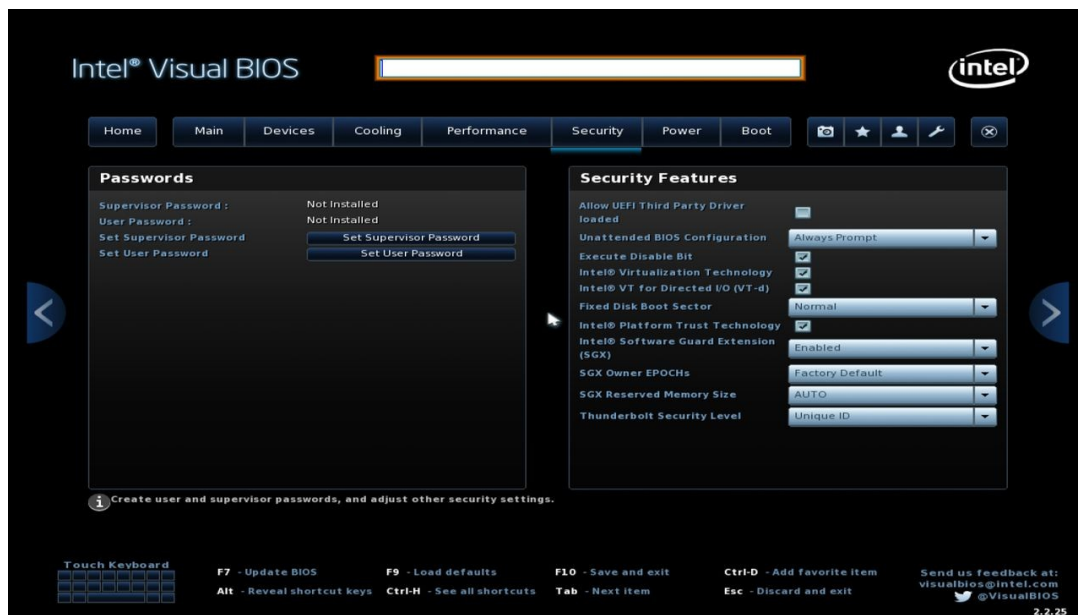 Intel® Visual BIOS
intel
Home Main Devices Cooling Performance Security Power Boot
Passwords
Supervisor Password : Not Installed
User Password : Not Installed
Set Supervisor Password Set Supervisor Password
Set User Password Set User Password
Security Features
Allow UEFI Third Party Driver
loaded
Unattended BIOS Configuration Always Prompt
Execute Disable Bit
Intel® Virtualization Technology
Intel® VT for Directed I/O (VT-d)
Fixed Disk Boot Sector Normal
Intel® Platform Trust Technology
Intel® Software Guard Extension
(SGX) Enabled
SGX Owner EPOCHs Factory Default
SGX Reserved Memory Size AUTO
Thunderbolt Security Level Unique ID
Create user and supervisor passwords, and adjust other security settings.
Touch Keyboard
F7 - Update BIOS F9 - Load defaults F10 - Save and exit Ctrl-D - Add favorite item
Alt - Reveal shortcut keys Ctrl-H - See all shortcuts Tab - Next item Esc - Discard and exit
Send us feedback at:
visualbios@intel.com
@VisualBIOS
2.2.25